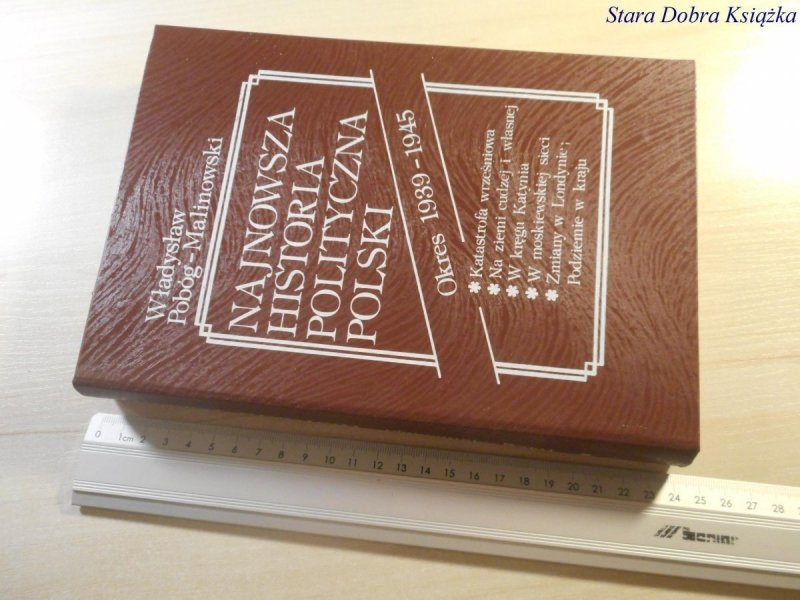 Stara Dobra Książka
Władysław
Pobóg-Malinowski
NAJNOWSZA
HISTORIA
POLITYCZNA
POLSKI
Okres 1939-1945
✽ Katastrofa wrześniowa
✽ Na ziemi cudzej i własnej
✽ W kręgu Katynia
✽ W moskiewskiej sieci
✽ Zmiany w Londynie;
Podziemie w kraju
0 1cm 2 3 4 5 6 7 8 9 10 11 12 13 14 15 16 17 18 19 20 21 22 23 24 25 26 27 28